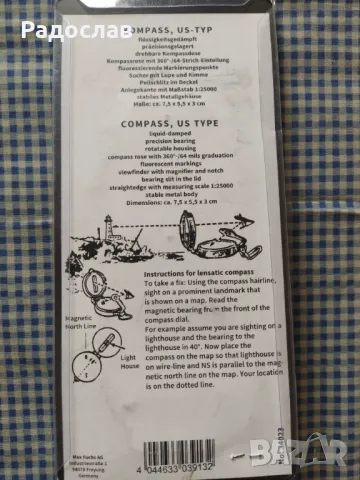 Радослав
COMPASS, US-TYP
flüssigkeitsgedämpft
präzisionsgelagert
drehbare Kompassdose
Kompassrose mit 360°-/64-Strich-Einteilung
fluoreszierende Markierungspunkte
Sucher mit Lupe und Kimme
Peilschlitz im Deckel
Anlegekante mit Maßstab 1:25000
stabiles Metallgehäuse
Maße: ca. 7,5 x 5,5 x 3 cm
COMPASS, US TYPE
liquid-damped
precision bearing
rotatable housing
compass rose with 360°-/64 mils graduation
fluorescent markings
viewfinder with magnifier and notch
bearing slit in the lid
straightedge with measuring scale 1:25000
stable metal body
Dimensions: ca. 7,5 x 5,5 x 3 cm
Instructions for lensatic compass
To take a fix: Using the compass hairline,
sight on a prominent landmark that
is shown on a map. Read the
magnetic bearing from the front of the
compass dial.
For example assume you are sighting on a
lighthouse and the bearing to the
lighthouse in 40°. Now place the
compass on the map so that lighthouse is
on wire-line and NS is parallel to the mag-
netic north line on the map. Your location
is on the dotted line.
Magnetic
North Line
Light
House
Max Fuchs AG
Industriestraße 1
94078 Freyung
Germany
4 044633 039132
No. 34023
bazar